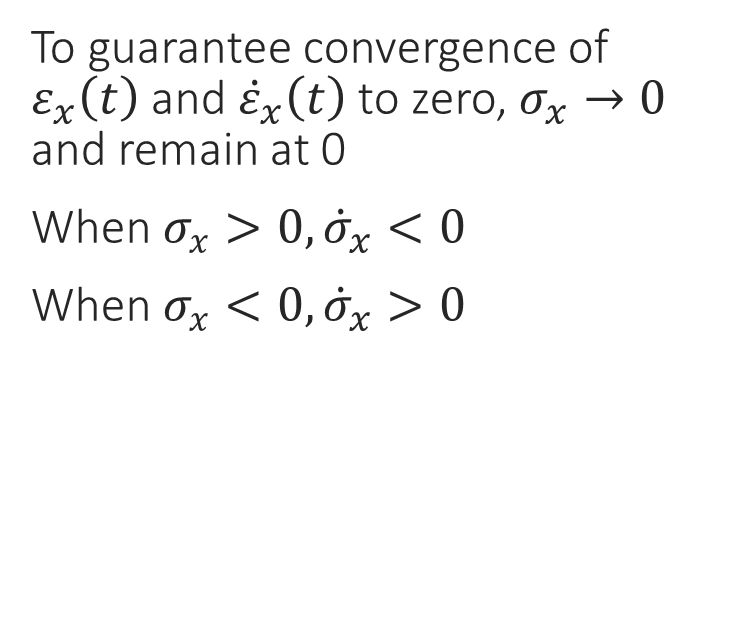 To guarantee convergence of
εₓ(t) and ε̇ₓ(t) to zero, σₓ → 0
and remain at 0
When σₓ > 0, σ̇ₓ < 0
When σₓ < 0, σ̇ₓ > 0